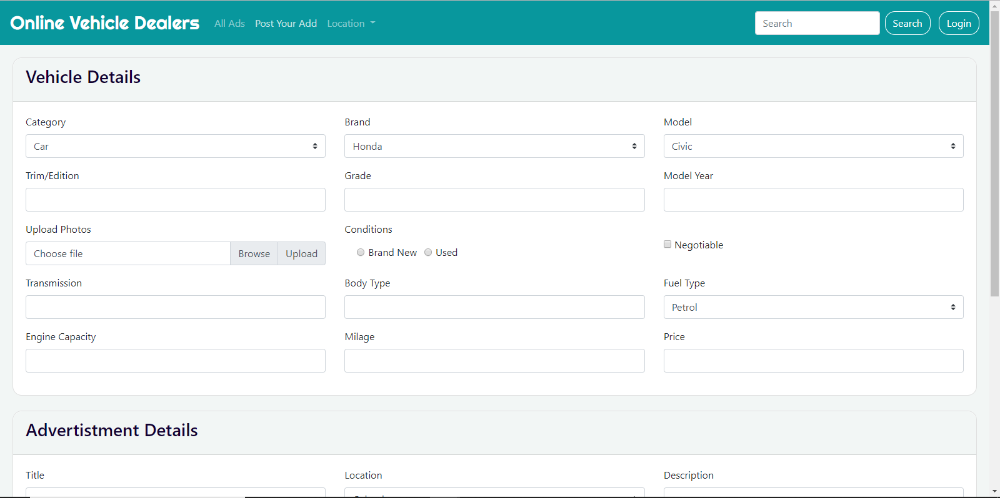 Online Vehicle Dealers All Ads Post Your Add Location Search Search Login
Vehicle Details
Category Brand Model
Car Honda Civic
Trim/Edition Grade Model Year
Upload Photos Conditions
Negotiable
Choose file Browse Upload Brand New Used
Transmission Body Type Fuel Type
Petrol
Engine Capacity Milage Price
Advertistment Details
Title Location Description